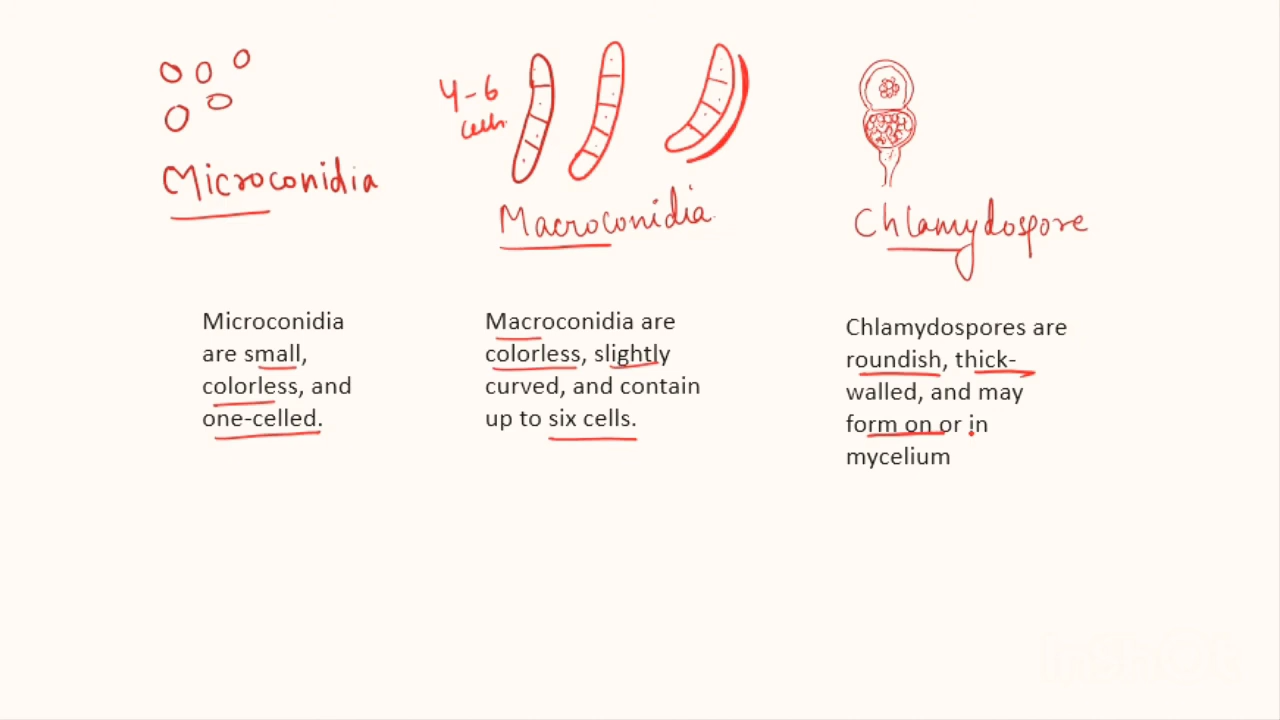 4-6
cells
Microconidia
Macroconidia
Chlamydospore
Microconidia
are small,
colorless, and
one-celled.
Macroconidia are
colorless, slightly
curved, and contain
up to six cells.
Chlamydospores are
roundish, thick-
walled, and may
form on or in
mycelium